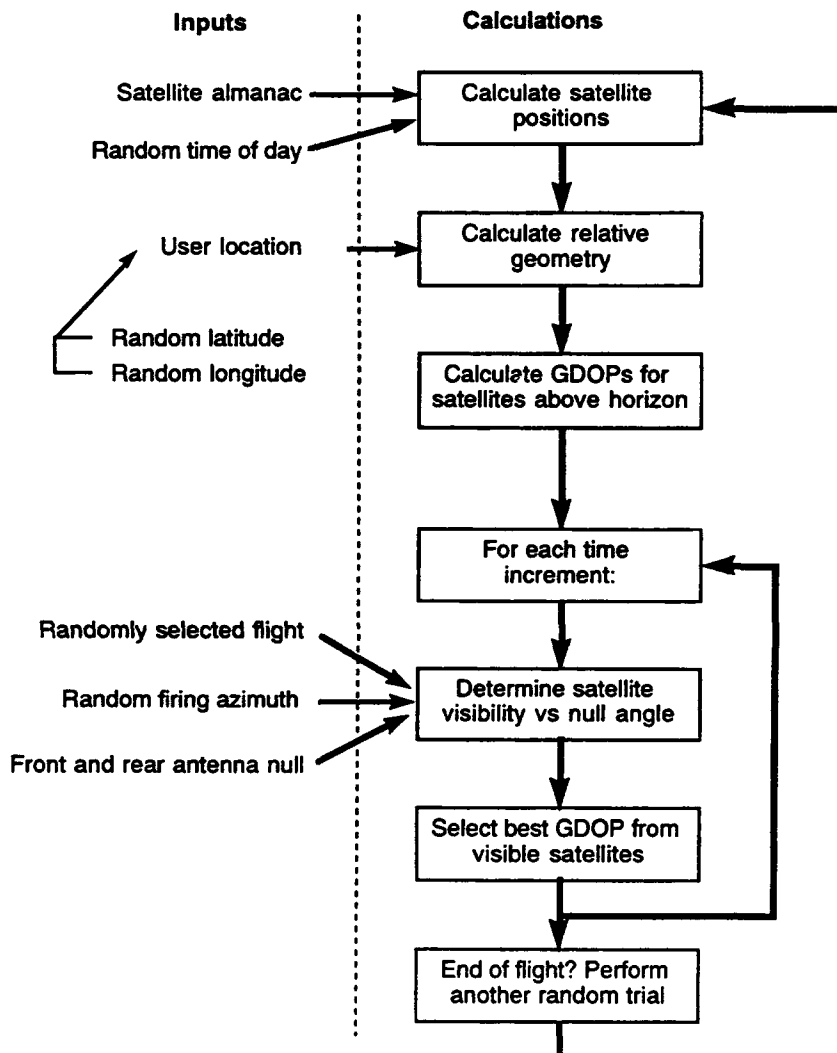 Inputs
Calculations
Satellite almanac
Random time of day
Calculate satellite
positions
User location
Calculate relative
geometry
Random latitude
Random longitude
Calculate GDOPs for
satellites above horizon
For each time
increment:
Randomly selected flight
Random firing azimuth
Front and rear antenna null
Determine satellite
visibility vs null angle
Select best GDOP from
visible satellites
End of flight? Perform
another random trial